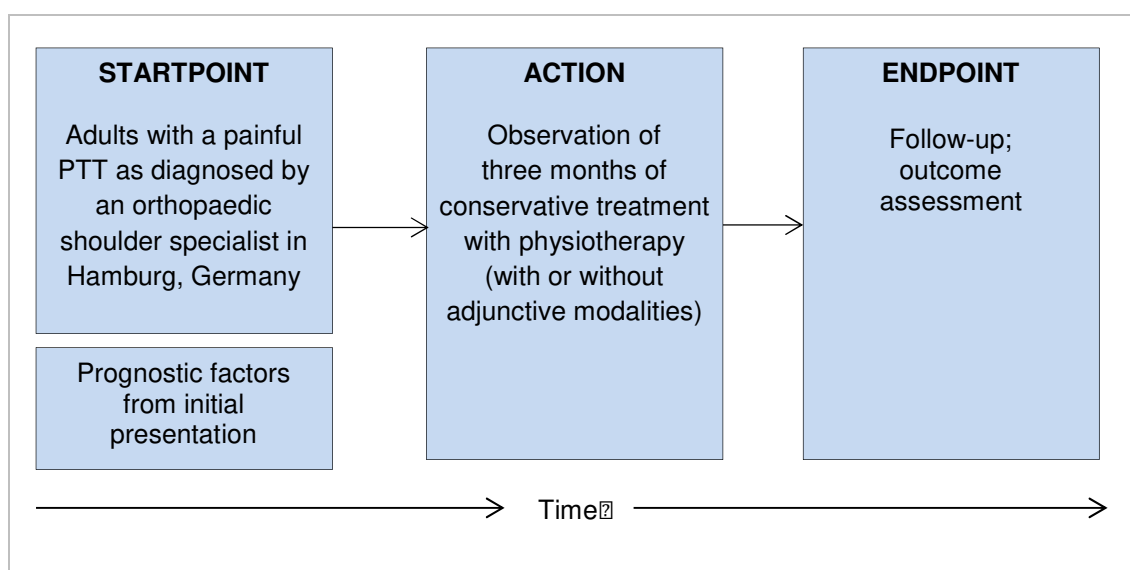 STARTPOINT
Adults with a painful
PTT as diagnosed by
an orthopaedic
shoulder specialist in
Hamburg, Germany
Prognostic factors
from initial
presentation
ACTION
Observation of
three months of
conservative treatment
with physiotherapy
(with or without
adjunctive modalities)
ENDPOINT
Follow-up;
outcome
assessment
Time